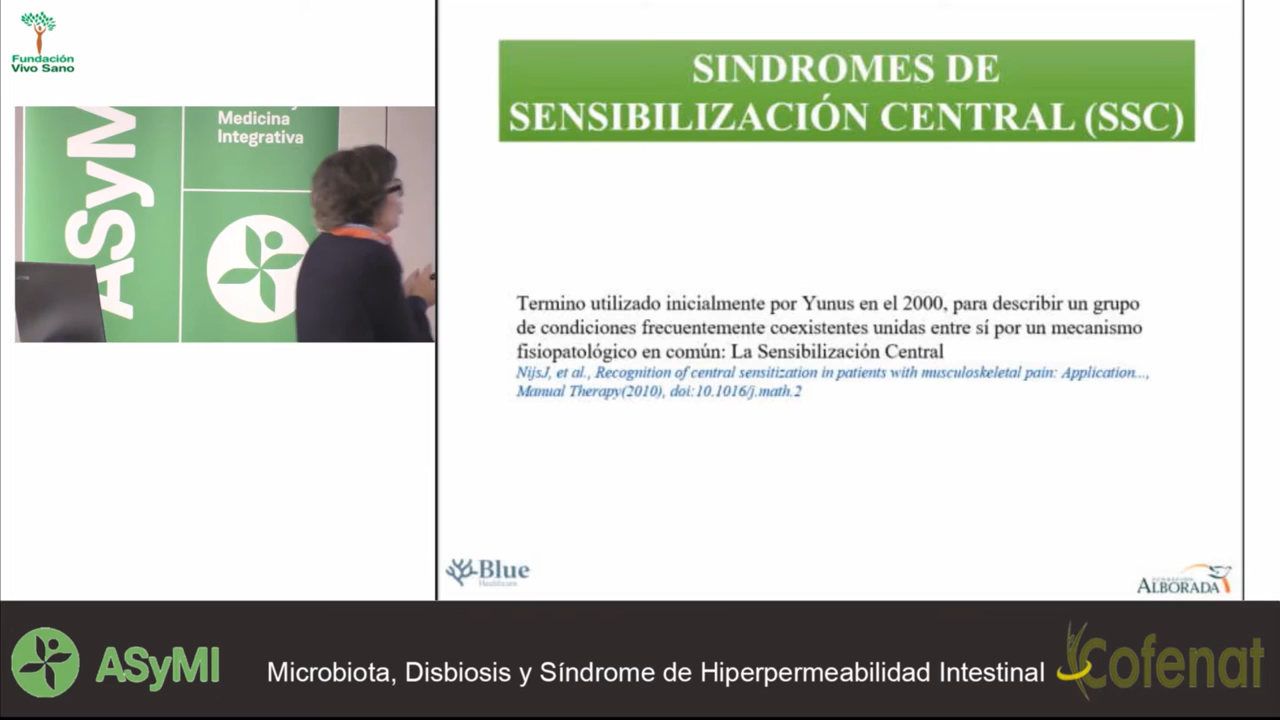 Fundación
Vivo Sano
ASyM
Medicina
Integrativa
SINDROMES DE
SENSIBILIZACIÓN CENTRAL (SSC)
Termino utilizado inicialmente por Yunus en el 2000, para describir un grupo
de condiciones frecuentemente coexistentes unidas entre sí por un mecanismo
fisiopatológico en común: La Sensibilización Central
NijsJ, et al., Recognition of central sensitization in patients with musculoskeletal pain: Application...,
Manual Therapy(2010), doi:10.1016/j.math.2
Blue
Healthcare
FUNDACIÓN
ALBORADA
ASyMI
Microbiota, Disbiosis y Síndrome de Hiperpermeabilidad Intestinal
Cofenat